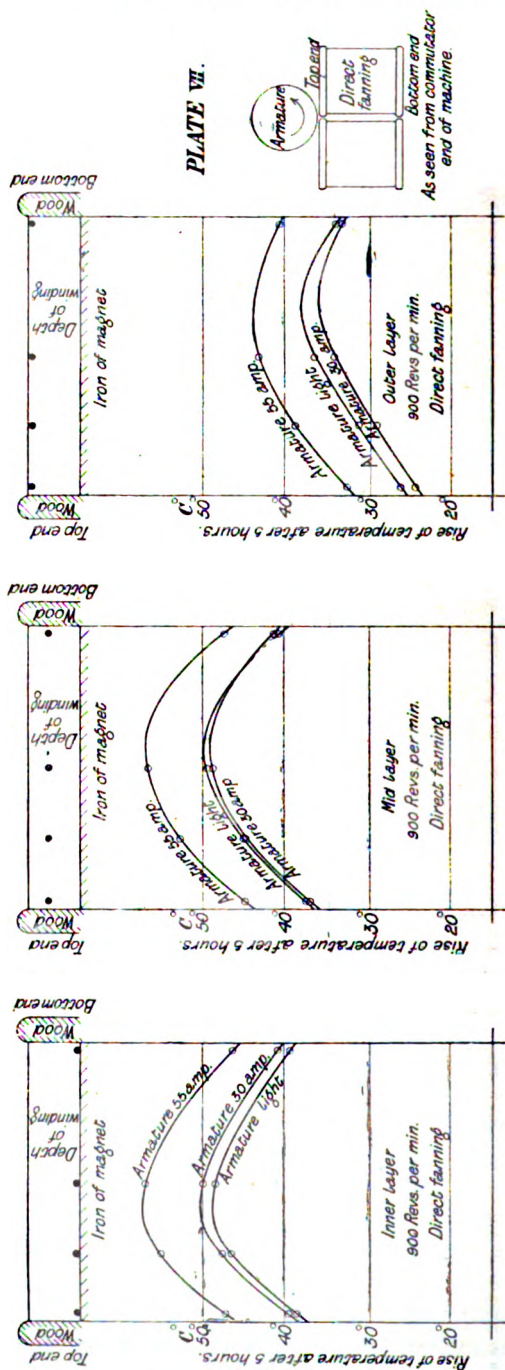 PLATE VII.
Armature
Top end
Direct
fanning
Bottom end
As seen from commutator
end of machine.
Top end
Wood
Depth
of
winding
Wood
Bottom end
Iron of magnet
C.
50°
40°
30°
20°
Rise of temperature after 5 hours.
Armature 55 amp.
Armature 30 amp.
Armature light
Inner Layer
900 Revs. per min.
Direct fanning
Top end
Wood
Depth
of
winding
Wood
Bottom end
Iron of magnet
C.
50°
40°
30°
20°
Rise of temperature after 5 hours.
Armature 55 amp
Armature light
Armature 30 amp
Mid Layer
900 Revs. per min.
Direct fanning
Top end
Wood
Depth
of
winding
Wood
Bottom end
Iron of magnet
C.
50°
40°
30°
20°
Rise of temperature after 5 hours.
Armature 55 amp.
Armature light
Armature 30 amp.
Outer Layer
900 Revs per min.
Direct fanning